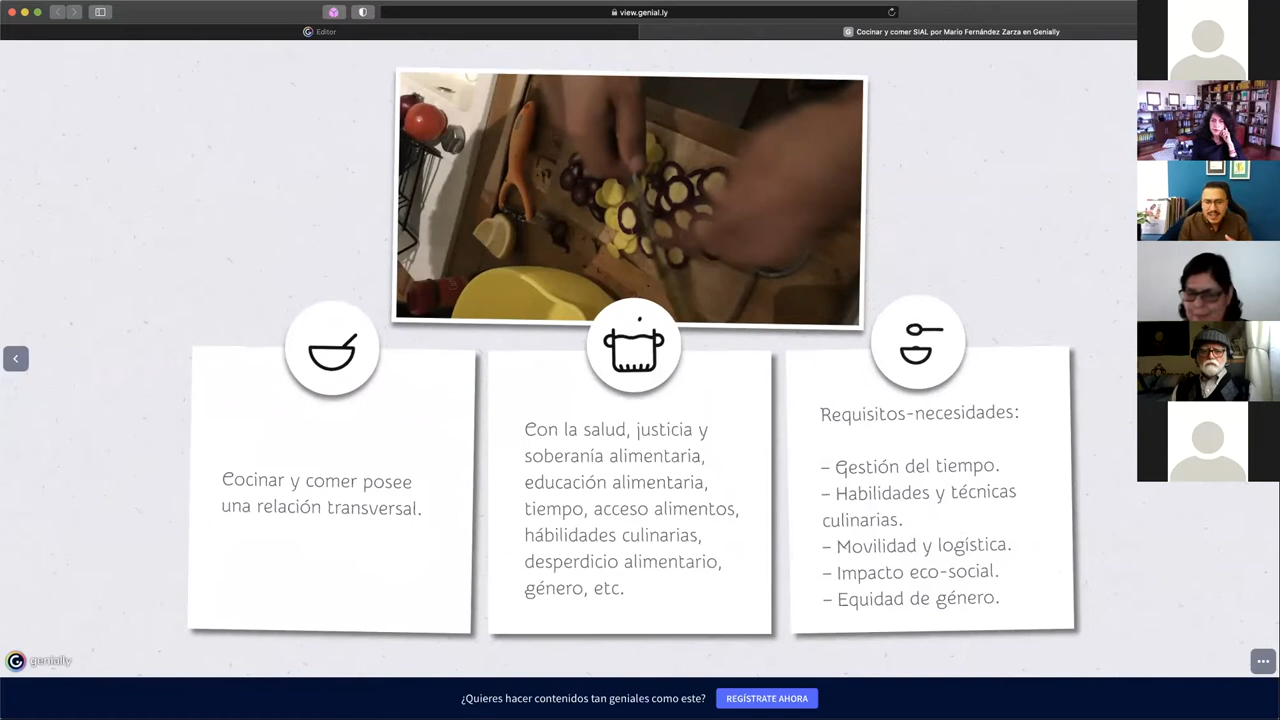 view.genial.ly
Editor
Cocinar y comer SIAL por Mario Fernández Zarza en Genially
Cocinar y comer posee
una relación transversal.
Con la salud, justicia y
soberanía alimentaria,
educación alimentaria,
tiempo, acceso alimentos,
hábilidades culinarias,
desperdicio alimentario,
género, etc.
Requisitos-necesidades:
– Gestión del tiempo.
– Habilidades y técnicas
culinarias.
– Movilidad y logística.
– Impacto eco-social.
– Equidad de género.
genially
¿Quieres hacer contenidos tan geniales como este?
REGÍSTRATE AHORA